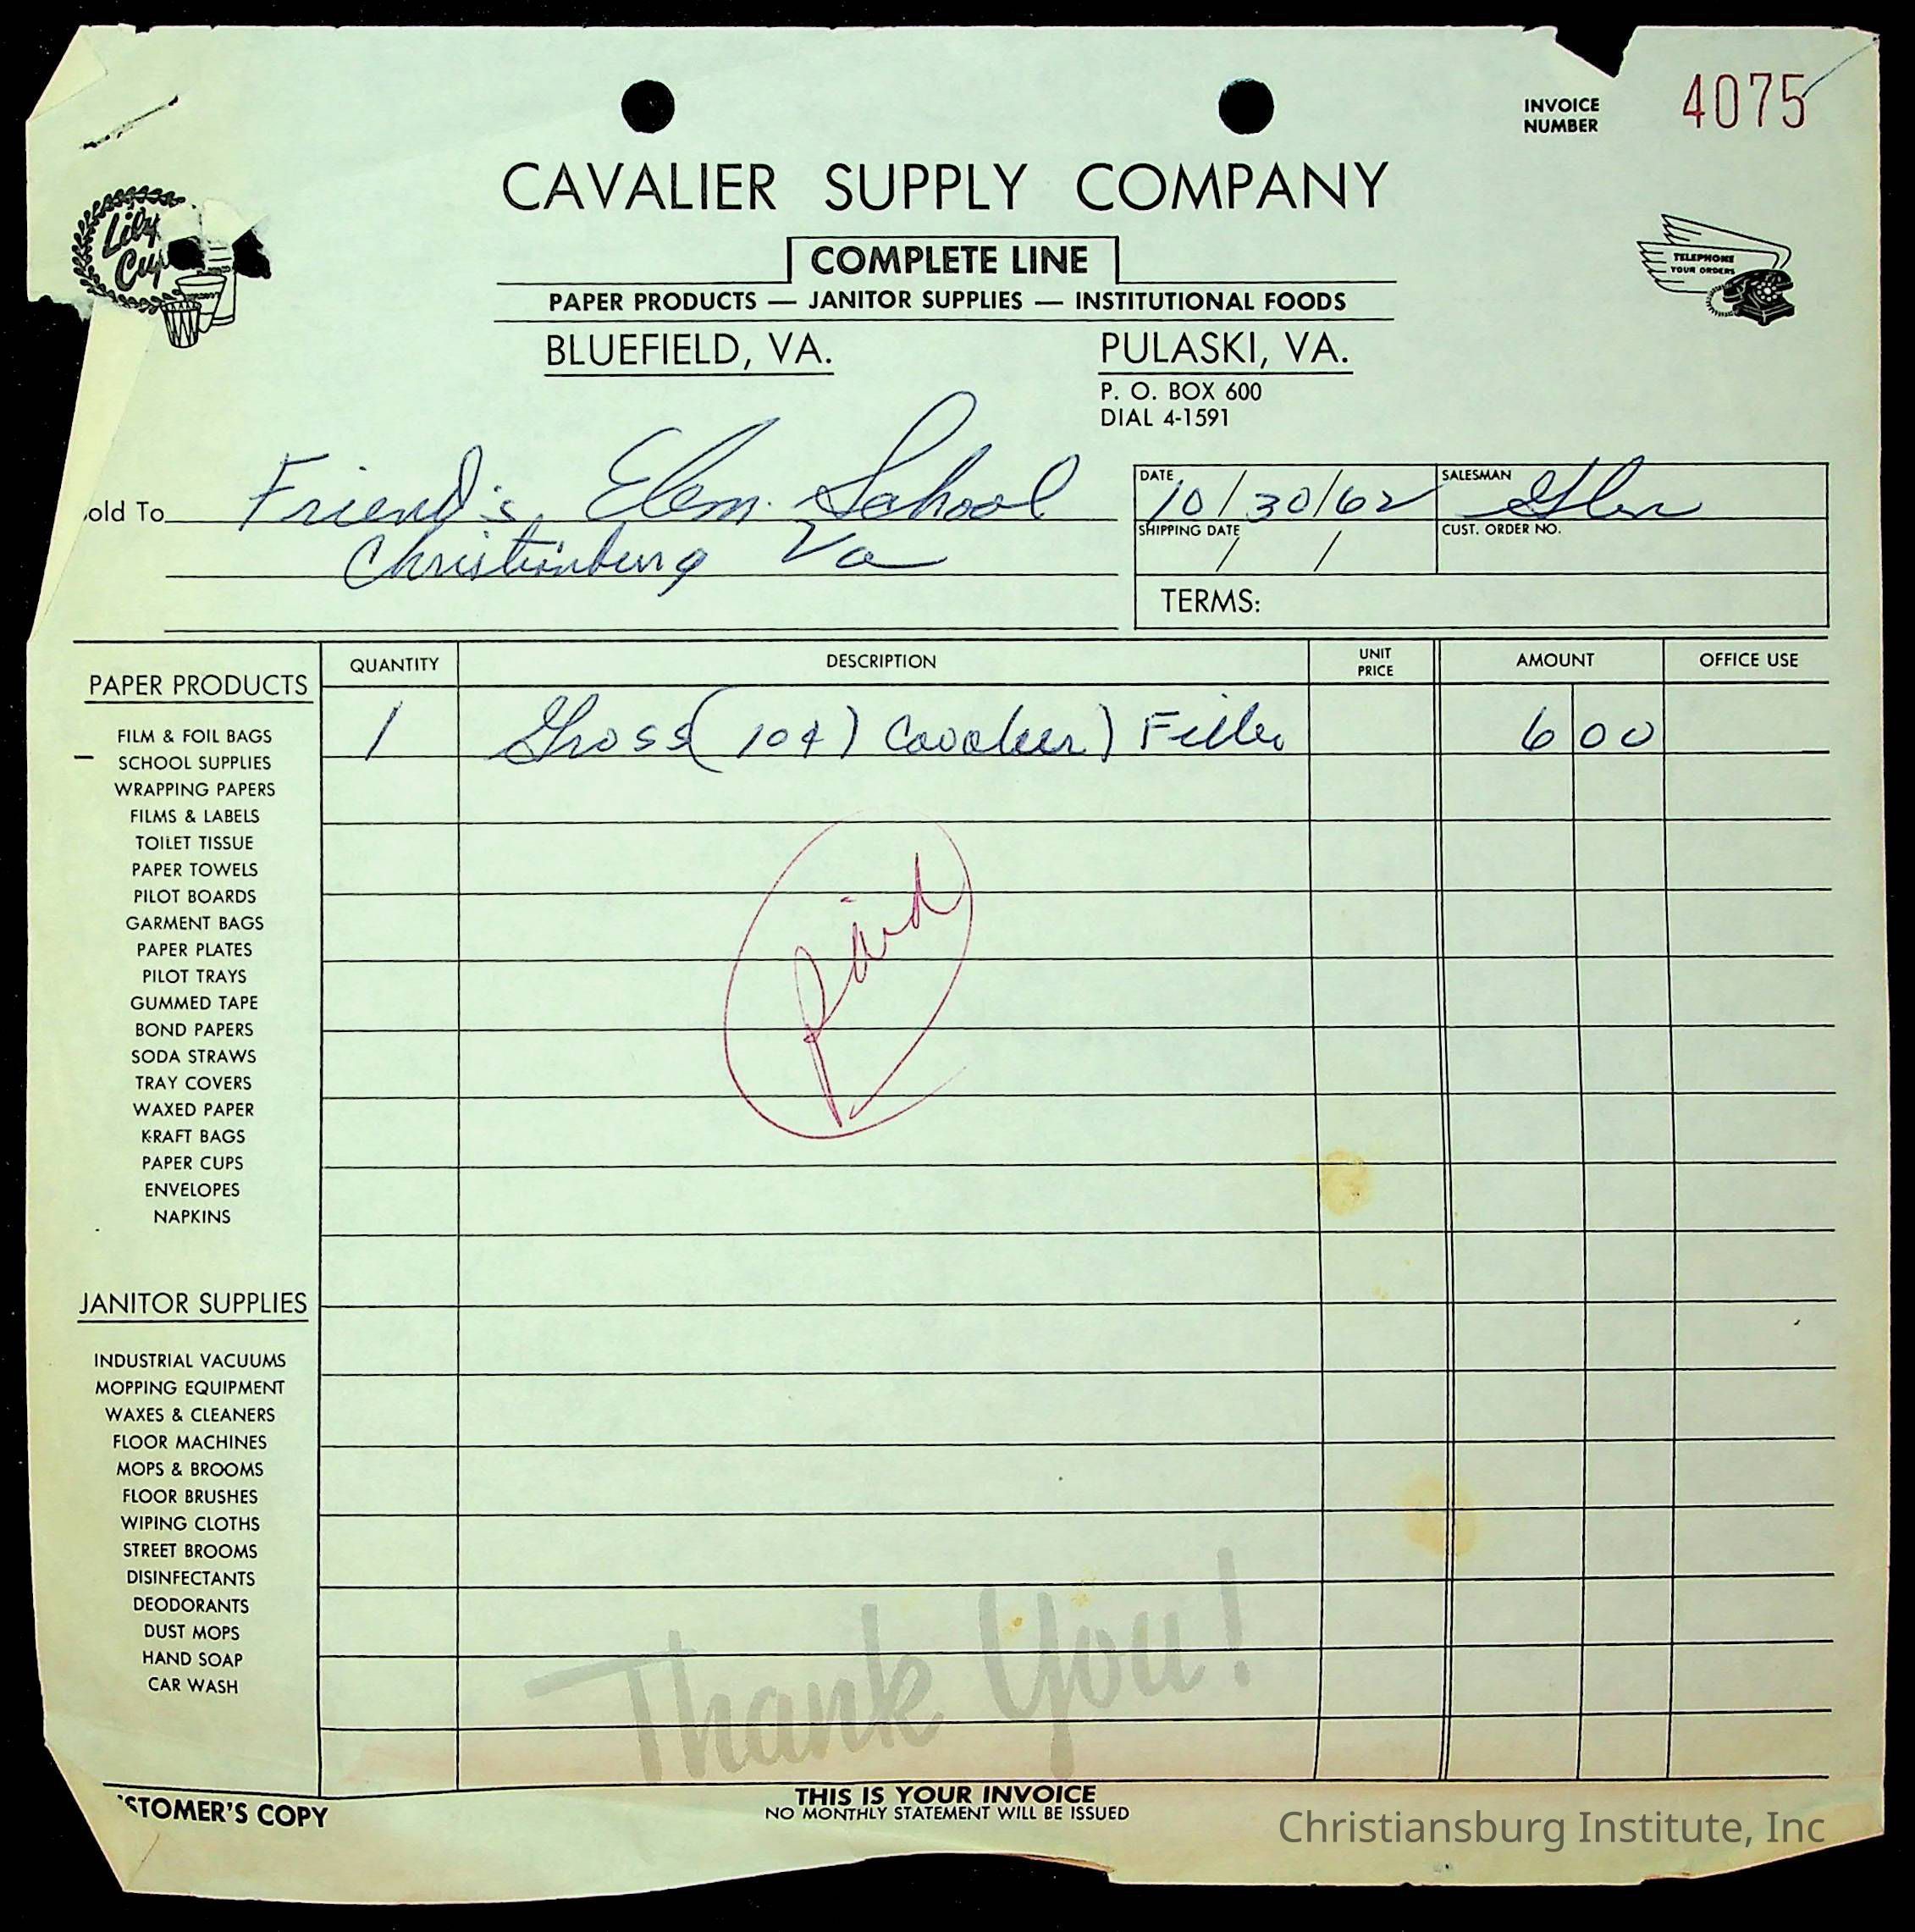 INVOICE NUMBER 4075
CAVALIER SUPPLY COMPANY
Lily
COMPLETE LINE
TELEPHONE
YOUR ORDERS
PAPER PRODUCTS — JANITOR SUPPLIES — INSTITUTIONAL FOODS
BLUEFIELD, VA. PULASKI, VA.
P. O. BOX 600
DIAL 4-1591
old To Friend's Elem. School
Christianburg Va
DATE 10/30/62 SALESMAN
SHIPPING DATE / / CUST. ORDER NO.
TERMS:
QUANTITY DESCRIPTION UNIT PRICE AMOUNT OFFICE USE
1 Gross (10¢) Cavalier) Filler 6 00
Paid
PAPER PRODUCTS
FILM & FOIL BAGS
SCHOOL SUPPLIES
WRAPPING PAPERS
FILMS & LABELS
TOILET TISSUE
PAPER TOWELS
PILOT BOARDS
GARMENT BAGS
PAPER PLATES
PILOT TRAYS
GUMMED TAPE
BOND PAPERS
SODA STRAWS
TRAY COVERS
WAXED PAPER
KRAFT BAGS
PAPER CUPS
ENVELOPES
NAPKINS
JANITOR SUPPLIES
INDUSTRIAL VACUUMS
MOPPING EQUIPMENT
WAXES & CLEANERS
FLOOR MACHINES
MOPS & BROOMS
FLOOR BRUSHES
WIPING CLOTHS
STREET BROOMS
DISINFECTANTS
DEODORANTS
DUST MOPS
HAND SOAP
CAR WASH
Thank You!
STOMER'S COPY
THIS IS YOUR INVOICE
NO MONTHLY STATEMENT WILL BE ISSUED
Christiansburg Institute, Inc